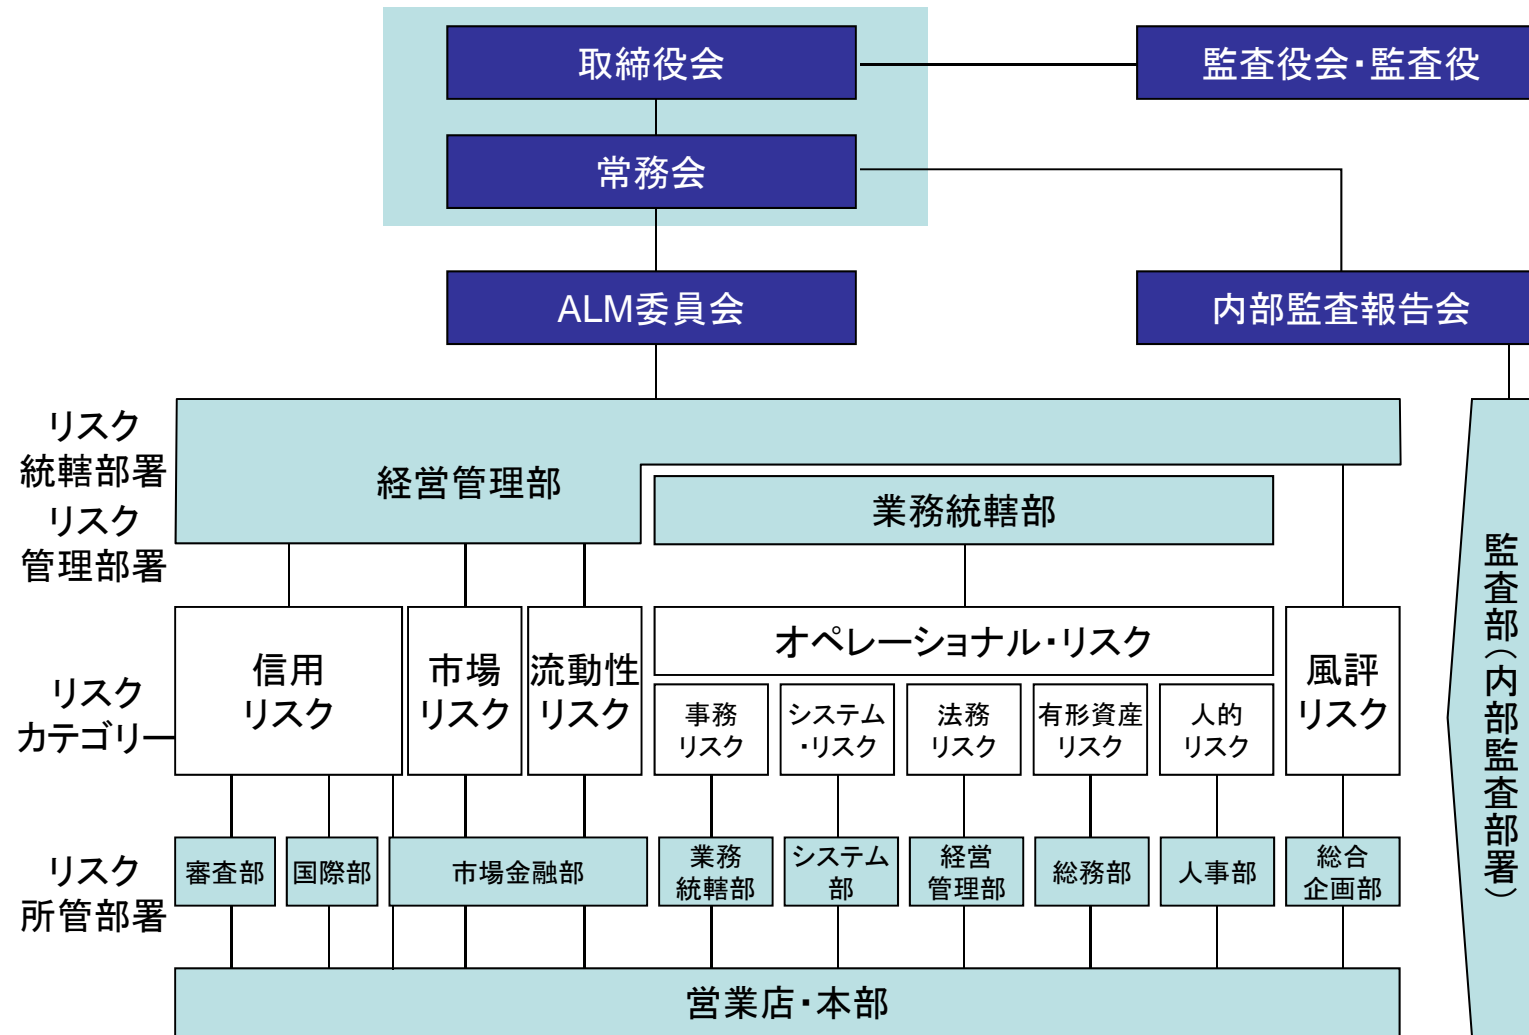 取締役会
監査役会・監査役
常務会
ALM委員会
内部監査報告会
リスク
統轄部署
リスク
管理部署
経営管理部
業務統轄部
監査部（内部監査部署）
リスク
カテゴリー
信用
リスク
市場
リスク
流動性
リスク
オペレーショナル・リスク
事務
リスク
システム
・リスク
法務
リスク
有形資産
リスク
人的
リスク
風評
リスク
リスク
所管部署
審査部
国際部
市場金融部
業務
統轄部
システム
部
経営
管理部
総務部
人事部
総合
企画部
営業店・本部